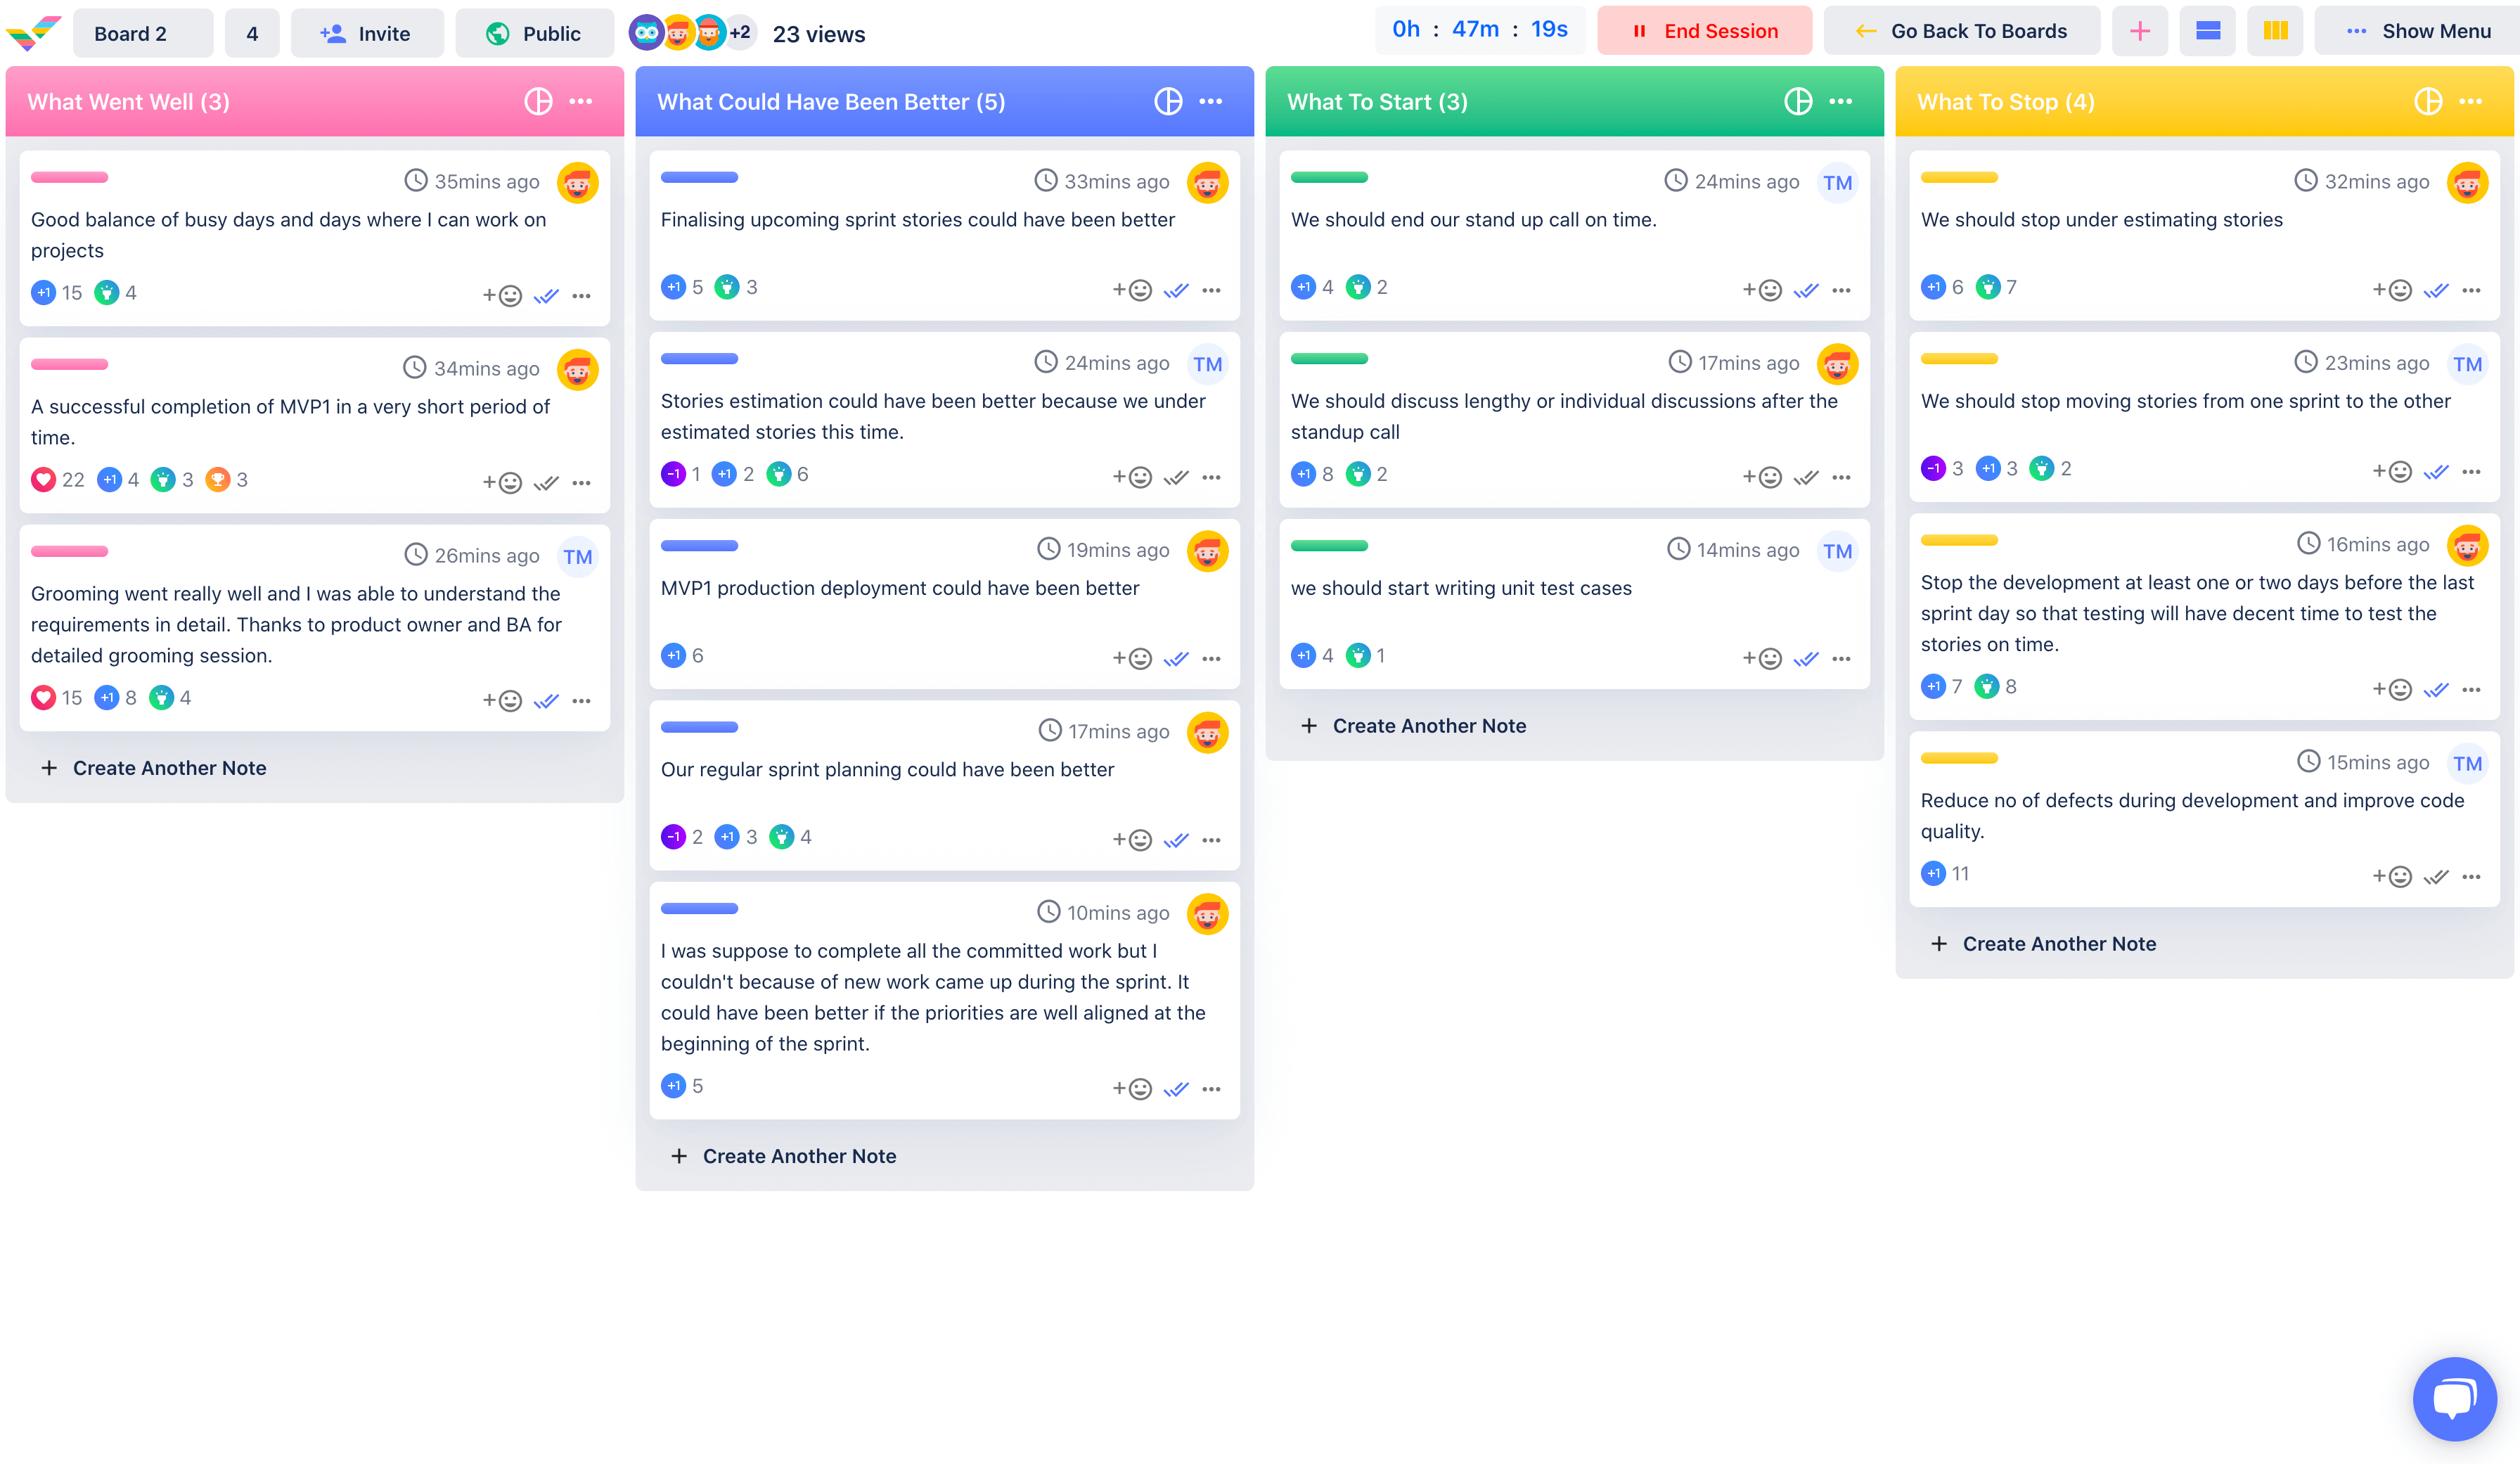 Board 2
4
Invite
Public
+2
23 views
0h : 47m : 19s
End Session
Go Back To Boards
Show Menu
What Went Well (3)
35mins ago
Good balance of busy days and days where I can work on
projects
+1 15 4
34mins ago
A successful completion of MVP1 in a very short period of
time.
22 +1 4 3 3
26mins ago
TM
Grooming went really well and I was able to understand the
requirements in detail. Thanks to product owner and BA for
detailed grooming session.
15 +1 8 4
+ Create Another Note
What Could Have Been Better (5)
33mins ago
Finalising upcoming sprint stories could have been better
+1 5 3
24mins ago
TM
Stories estimation could have been better because we under
estimated stories this time.
-1 1 +1 2 6
19mins ago
MVP1 production deployment could have been better
+1 6
17mins ago
Our regular sprint planning could have been better
-1 2 +1 3 4
10mins ago
I was suppose to complete all the committed work but I
couldn't because of new work came up during the sprint. It
could have been better if the priorities are well aligned at the
beginning of the sprint.
+1 5
+ Create Another Note
What To Start (3)
24mins ago
TM
We should end our stand up call on time.
+1 4 2
17mins ago
We should discuss lengthy or individual discussions after the
standup call
+1 8 2
14mins ago
TM
we should start writing unit test cases
+1 4 1
+ Create Another Note
What To Stop (4)
32mins ago
We should stop under estimating stories
+1 6 7
23mins ago
TM
We should stop moving stories from one sprint to the other
-1 3 +1 3 2
16mins ago
Stop the development at least one or two days before the last
sprint day so that testing will have decent time to test the
stories on time.
+1 7 8
15mins ago
TM
Reduce no of defects during development and improve code
quality.
+1 11
+ Create Another Note